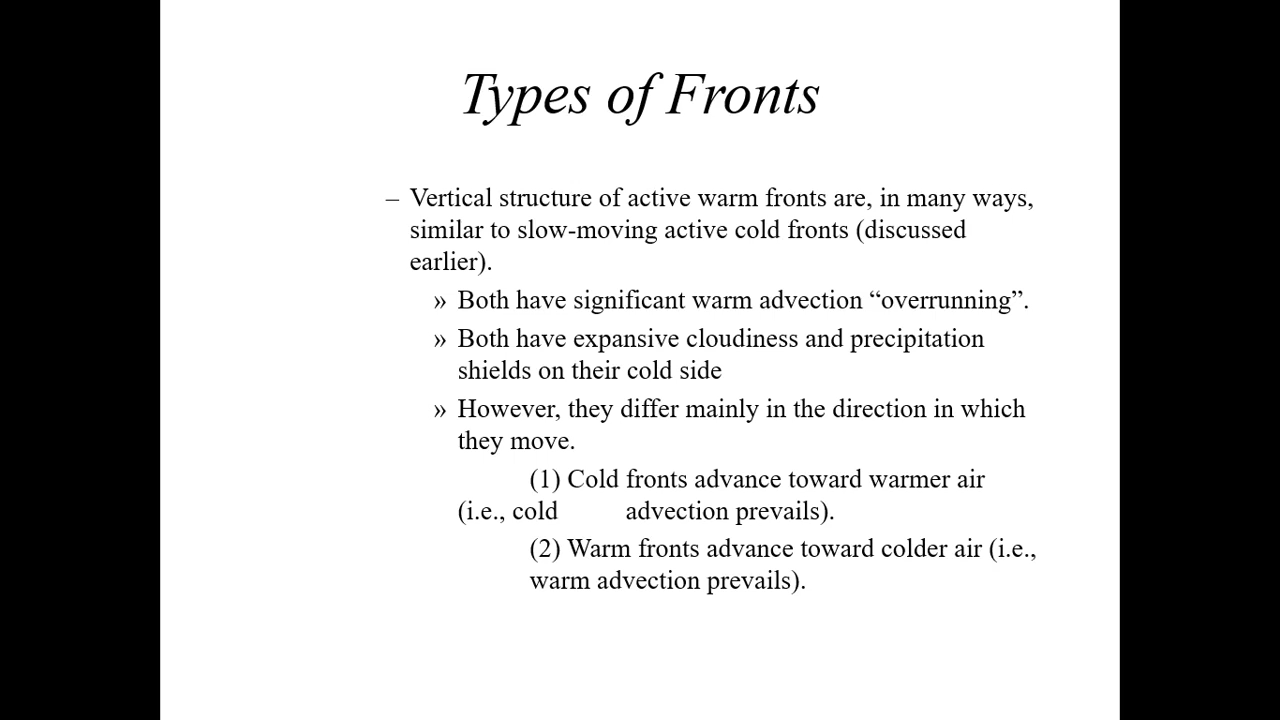 Types of Fronts
– Vertical structure of active warm fronts are, in many ways,
similar to slow-moving active cold fronts (discussed
earlier).
» Both have significant warm advection “overrunning”.
» Both have expansive cloudiness and precipitation
shields on their cold side
» However, they differ mainly in the direction in which
they move.
(1) Cold fronts advance toward warmer air
(i.e., cold advection prevails).
(2) Warm fronts advance toward colder air (i.e.,
warm advection prevails).